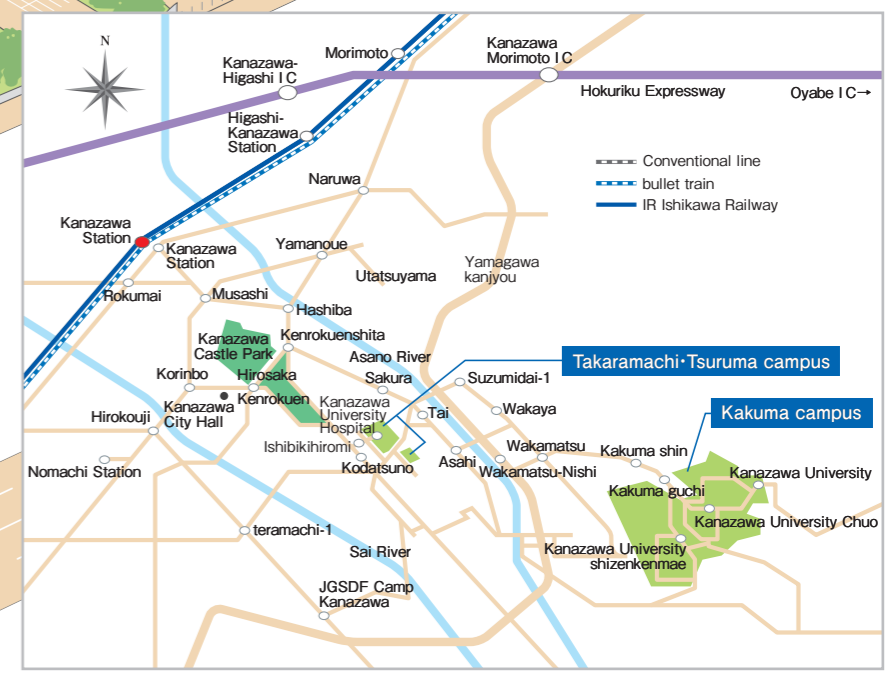 N
Morimoto
Kanazawa
Morimoto I C
Kanazawa-
Higashi I C
Hokuriku Expressway
Oyabe I C→
Higashi-
Kanazawa
Station
Conventional line
bullet train
IR Ishikawa Railway
Naruwa
Kanazawa
Station
Kanazawa
Station
Yamanoue
Utatsuyama
Yamagawa
kanjyou
Rokumai
Musashi
Hashiba
Kanazawa
Castle Park
Kenrokuenshita
Asano River
Takaramachi・Tsuruma campus
Korinbo
Hirosaka
Sakura
Suzumidai-1
Kenrokuen
Kanazawa
City Hall
Kanazawa
University
Hospital
Tai
Wakaya
Kakuma campus
Hirokouji
Ishibikihiromi
Wakamatsu
Kakuma shin
Nomachi Station
Kodatsuno
Asahi
Wakamatsu-Nishi
Kanazawa University
Kakuma guchi
teramachi-1
Kanazawa University Chuo
Sai River
Kanazawa University
shizenkenmae
JGSDF Camp
Kanazawa